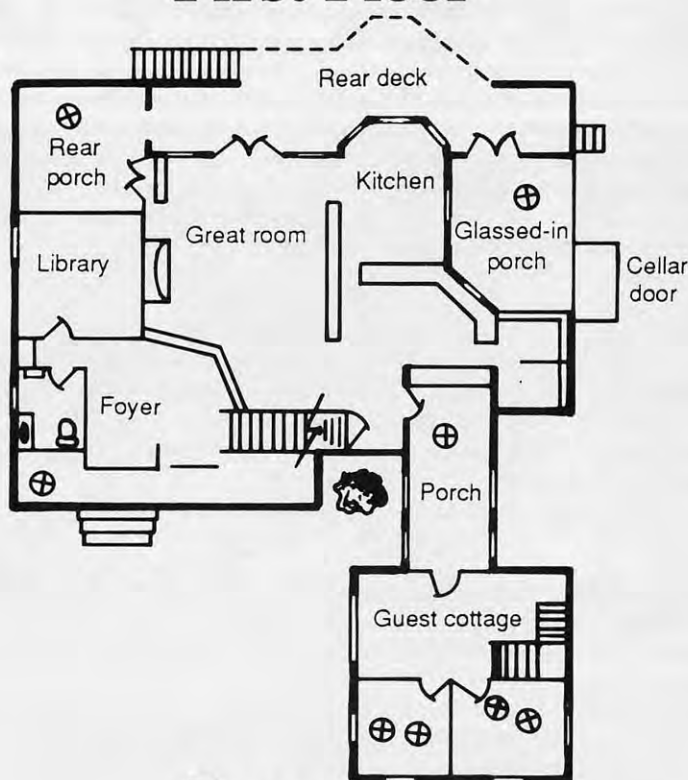 Rear deck
Rear
porch
Kitchen
Great room
Glassed-in
porch
Library
Cellar
door
Foyer
Porch
Guest cottage